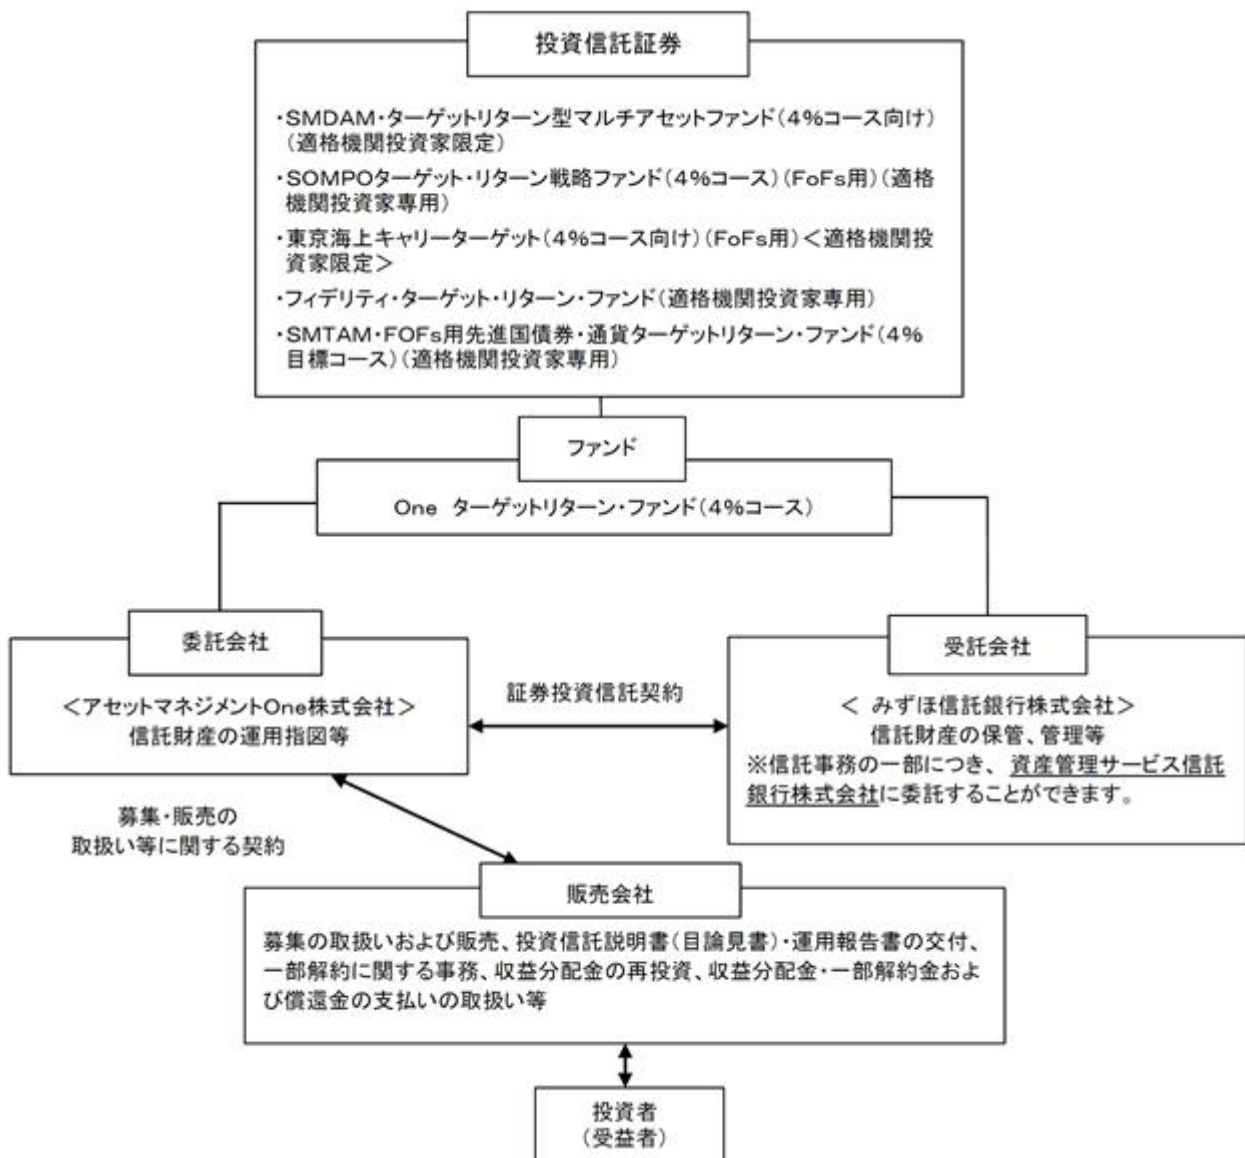 投資信託証券
・SMDAM・ターゲットリターン型マルチアセットファンド(4%コース向け)
(適格機関投資家限定)
・SOMPOターゲット・リターン戦略ファンド(4%コース)(FoFs用)(適格
機関投資家専用)
・東京海上キャリーターゲット(4%コース向け)(FoFs用)<適格機関投
資家限定>
・フィデリティ・ターゲット・リターン・ファンド(適格機関投資家専用)
・SMTAM・FOFs用先進国債券・通貨ターゲットリターン・ファンド(4%
目標コース)(適格機関投資家専用)
ファンド
One ターゲットリターン・ファンド(4%コース)
委託会社
<アセットマネジメントOne株式会社>
信託財産の運用指図等
証券投資信託契約
受託会社
< みずほ信託銀行株式会社>
信託財産の保管、管理等
※信託事務の一部につき、 資産管理サービス信託
銀行株式会社に委託することができます。
募集・販売の
取扱い等に関する契約
販売会社
募集の取扱いおよび販売、投資信託説明書(目論見書)・運用報告書の交付、
一部解約に関する事務、収益分配金の再投資、収益分配金・一部解約金およ
び償還金の支払いの取扱い等
投資者
(受益者)